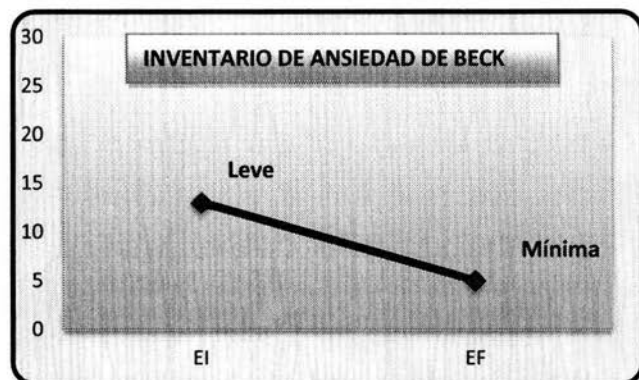 INVENTARIO DE ANSIEDAD DE BECK
30
25
20
15
10
5
0
Leve
Mínima
EI
EF